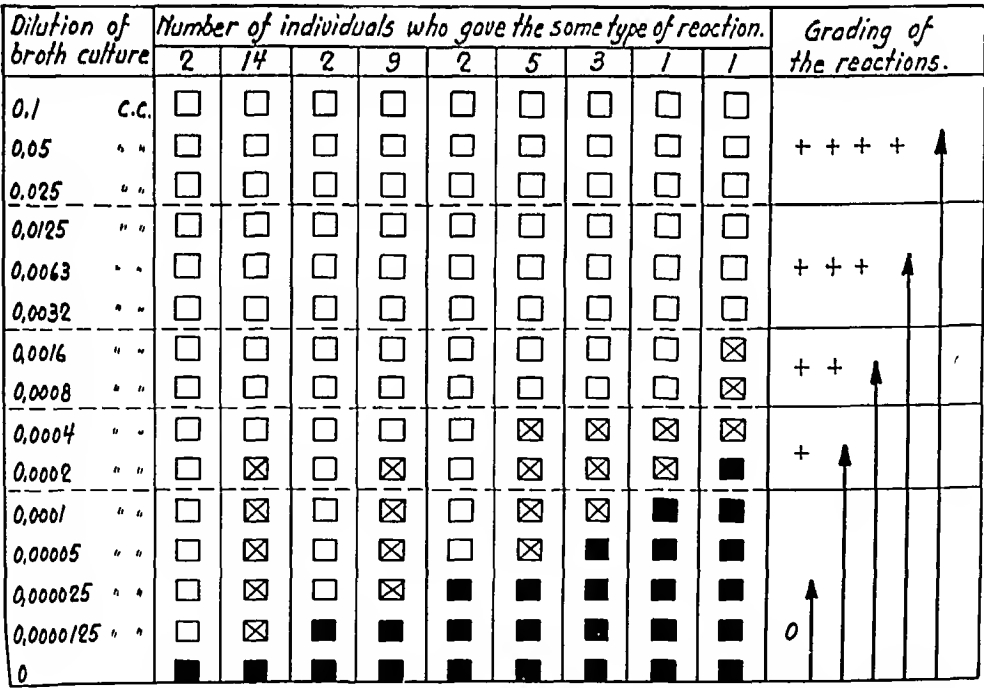 Dilution of broth culture
Number of individuals who gave the same type of reaction.
Grading of the reactions.
2 14 2 9 2 5 3 1 1
0,1 c.c.
0,05 " "
+ + + +
0,025 " "
0,0125 " "
0,0063 " "
+ + +
0,0032 " "
0,0016 " "
+ +
0,0008 " "
0,0004 " "
+
0,0002 " "
0,0001 " "
0,00005 " "
0,000025 " "
0,0000125 " "
0
0